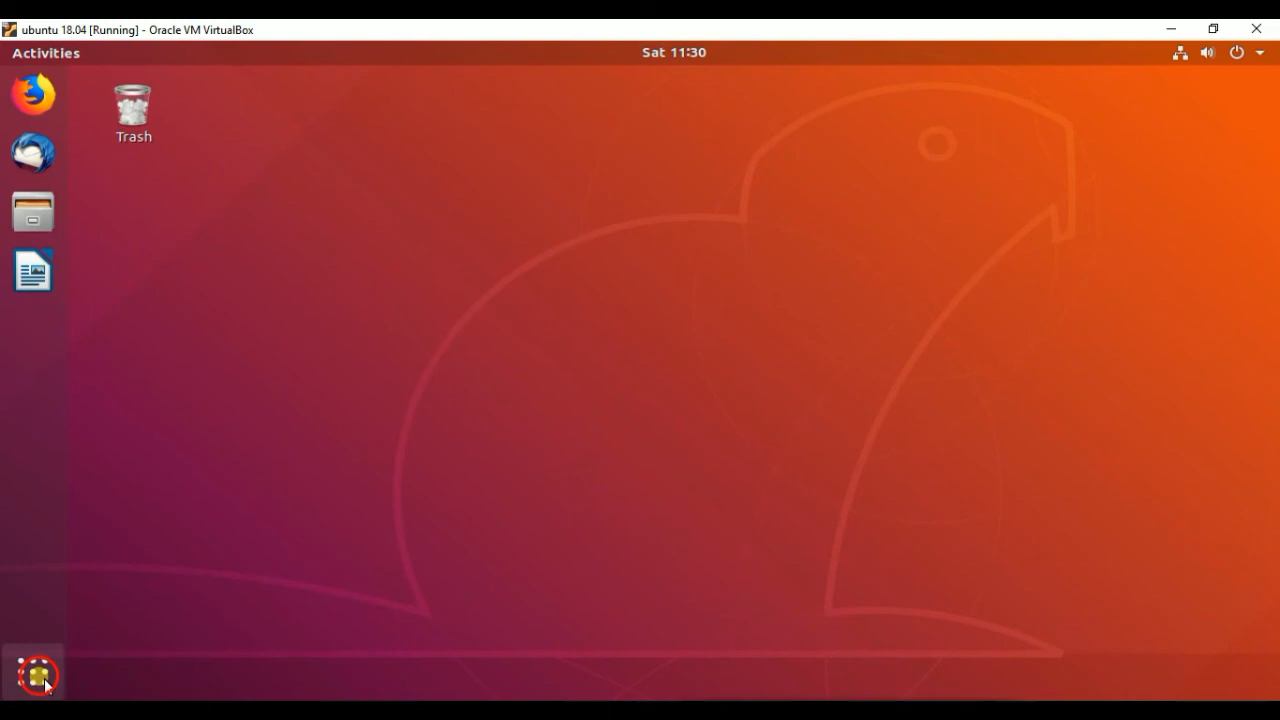 ubuntu 18.04 [Running] - Oracle VM VirtualBox
Activities
Sat 11:30
Trash